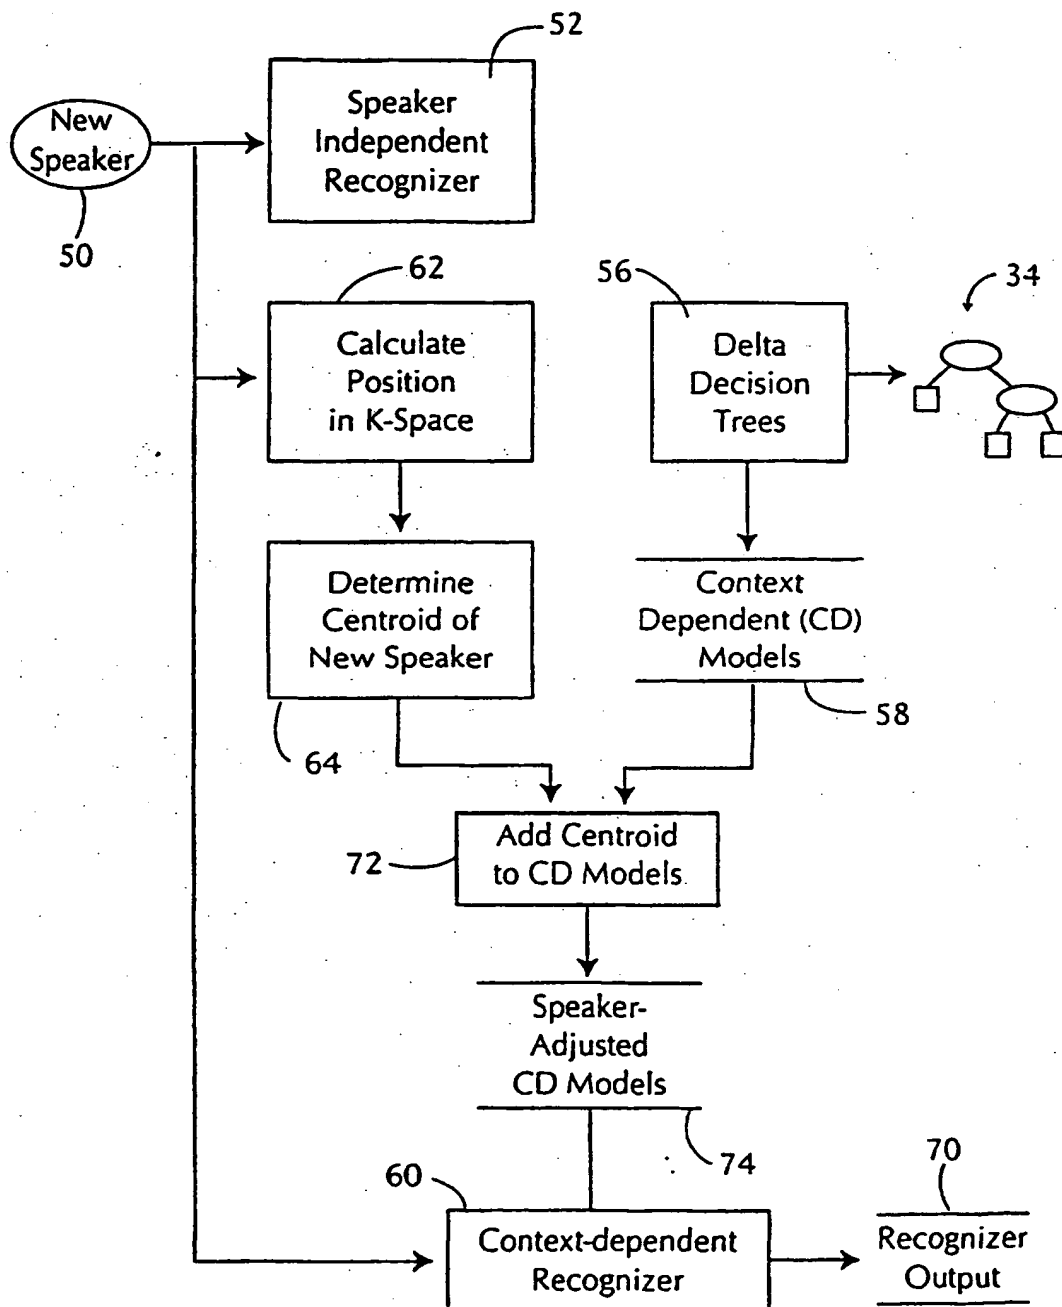 52
Speaker
Independent
Recognizer
New
Speaker
50
62
Calculate
Position
in K-Space
56
Delta
Decision
Trees
34
Determine
Centroid of
New Speaker
64
Context
Dependent (CD)
Models
58
72
Add Centroid
to CD Models
Speaker-
Adjusted
CD Models
74
60
Context-dependent
Recognizer
70
Recognizer
Output